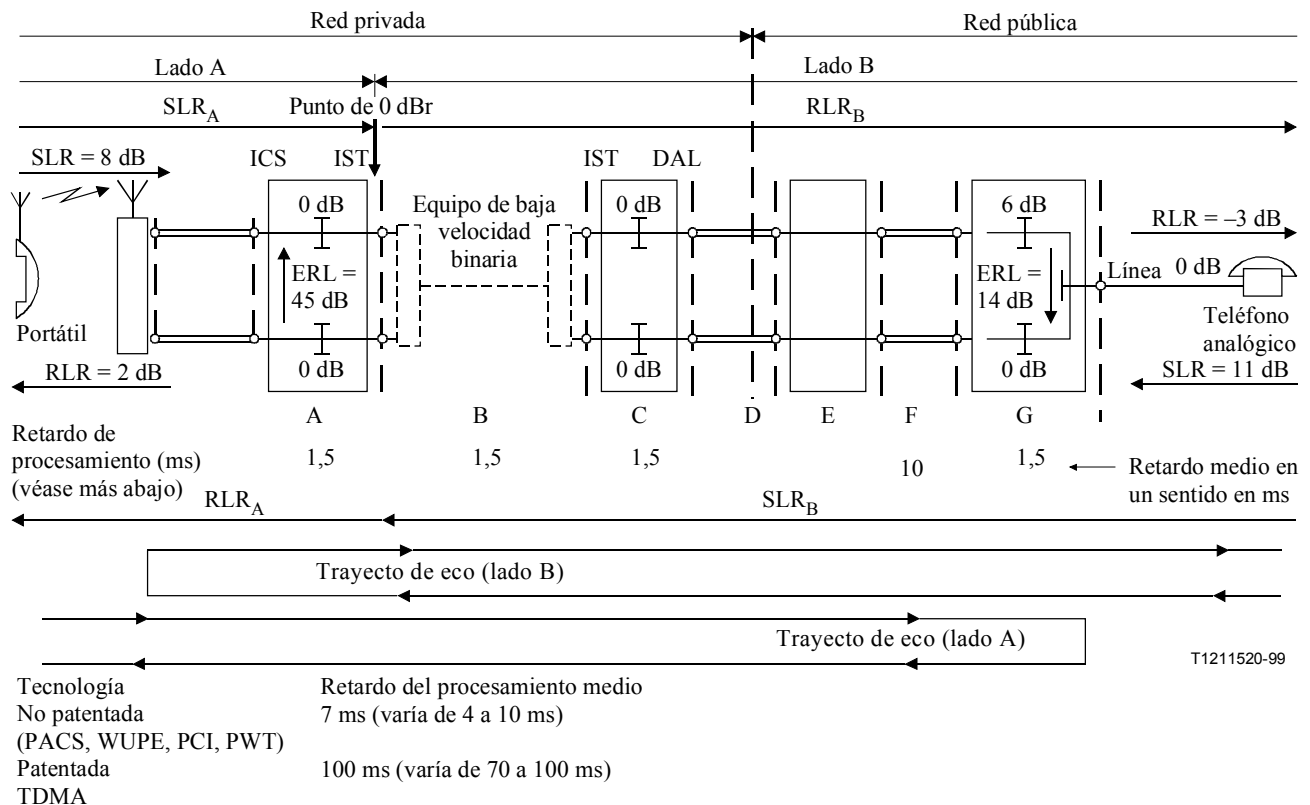 Red privada
Red pública
Lado A
Lado B
SLRA
Punto de 0 dBr
RLRB
SLR = 8 dB
ICS
IST
IST
DAL
0 dB
Equipo de baja
velocidad
binaria
0 dB
6 dB
RLR = –3 dB
ERL =
45 dB
ERL =
14 dB
Línea
0 dB
Portátil
Teléfono
analógico
0 dB
0 dB
0 dB
RLR = 2 dB
SLR = 11 dB
A
B
C
D
E
F
G
Retardo de
procesamiento (ms)
(véase más abajo)
1,5
1,5
1,5
10
1,5
Retardo medio en
un sentido en ms
RLRA
SLRB
Trayecto de eco (lado B)
Trayecto de eco (lado A)
T1211520-99
Tecnología
Retardo del procesamiento medio
No patentada
7 ms (varía de 4 a 10 ms)
(PACS, WUPE, PCI, PWT)
Patentada
100 ms (varía de 70 a 100 ms)
TDMA